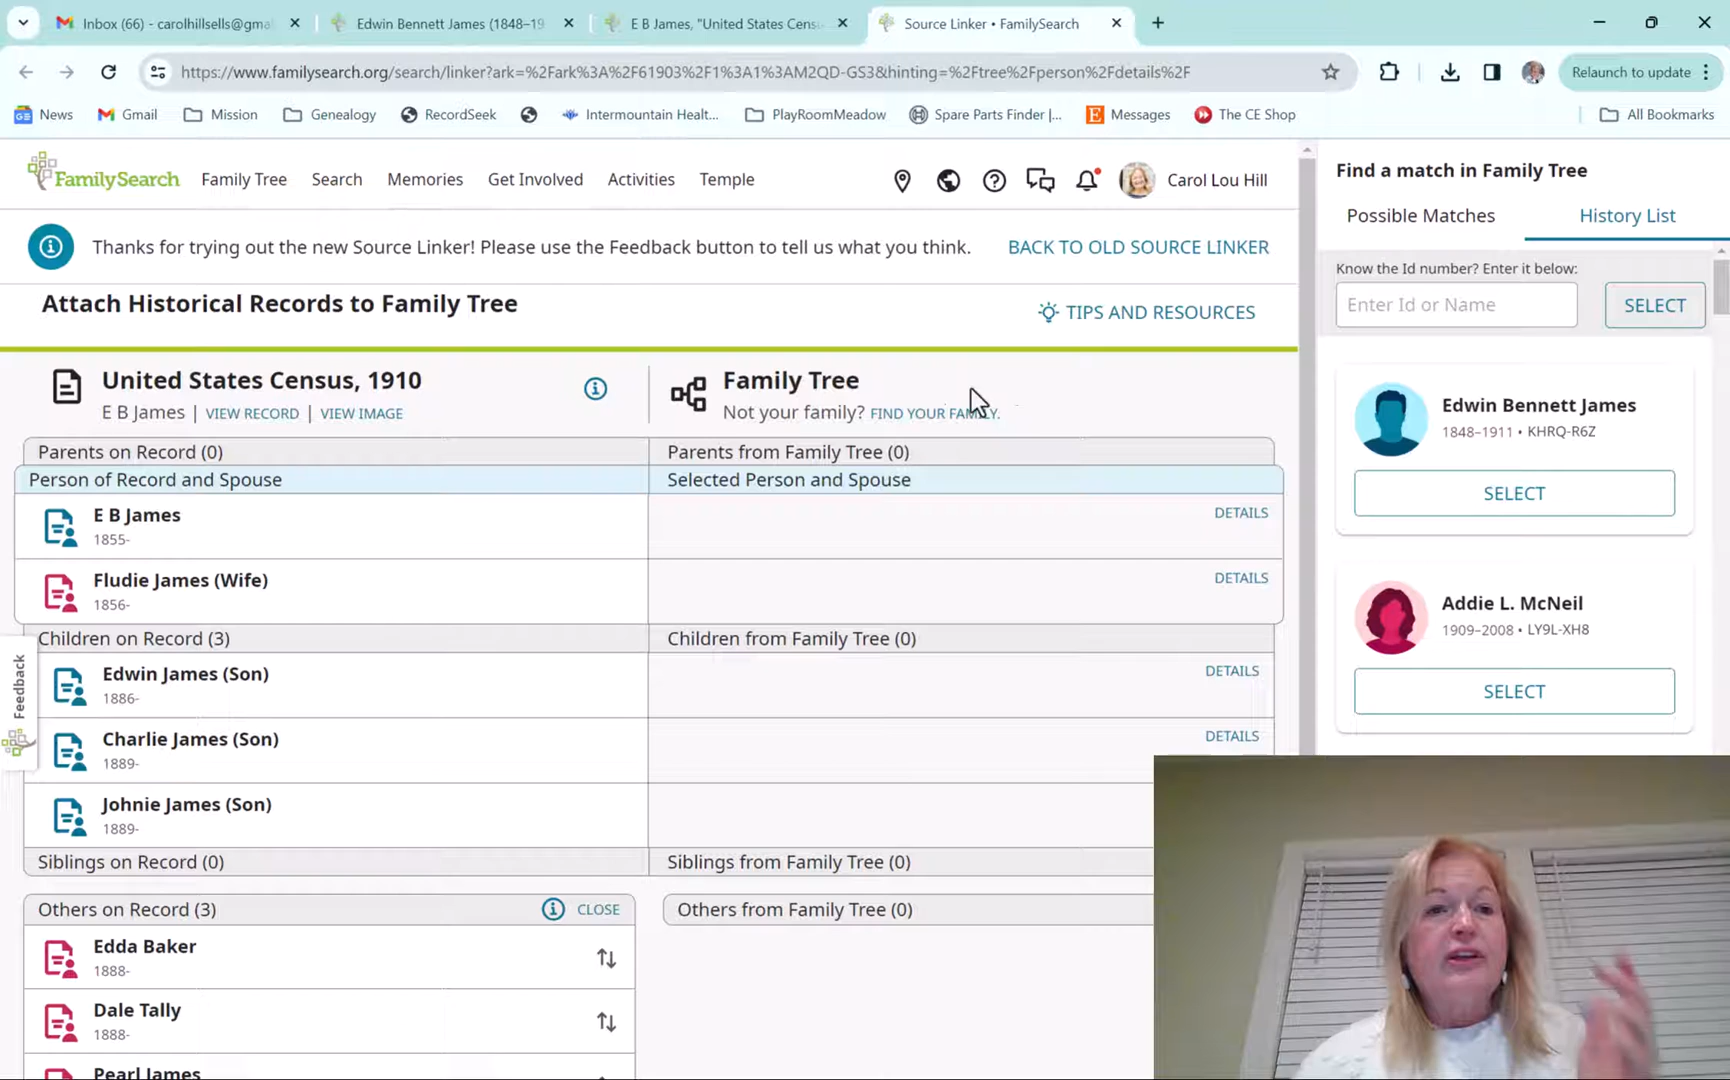 Inbox (66) - carolhillsells@gma
Edwin Bennett James (1848–19
E B James, "United States Censu
Source Linker • FamilySearch
https://www.familysearch.org/search/linker?ark=%2Fark%3A%2F61903%2F1%3A1%3AM2QD-GS3&hinting=%2Ftree%2Fperson%2Fdetails%2F
Relaunch to update
News
Gmail
Mission
Genealogy
RecordSeek
Intermountain Healt...
PlayRoomMeadow
Spare Parts Finder |...
Messages
The CE Shop
All Bookmarks
FamilySearch
Family Tree
Search
Memories
Get Involved
Activities
Temple
Carol Lou Hill
Thanks for trying out the new Source Linker! Please use the Feedback button to tell us what you think.
BACK TO OLD SOURCE LINKER
Attach Historical Records to Family Tree
TIPS AND RESOURCES
United States Census, 1910
E B James | VIEW RECORD | VIEW IMAGE
Family Tree
Not your family? FIND YOUR FAMILY.
Parents on Record (0)
Parents from Family Tree (0)
Person of Record and Spouse
Selected Person and Spouse
E B James
1855-
DETAILS
Fludie James (Wife)
1856-
DETAILS
Children on Record (3)
Children from Family Tree (0)
Edwin James (Son)
1886-
DETAILS
Charlie James (Son)
1889-
DETAILS
Johnie James (Son)
1889-
Siblings on Record (0)
Siblings from Family Tree (0)
Others on Record (3)
CLOSE
Others from Family Tree (0)
Edda Baker
1888-
Dale Tally
1888-
Pearl James
Feedback
Find a match in Family Tree
Possible Matches
History List
Know the Id number? Enter it below:
Enter Id or Name
SELECT
Edwin Bennett James
1848–1911 • KHRQ-R6Z
SELECT
Addie L. McNeil
1909–2008 • LY9L-XH8
SELECT